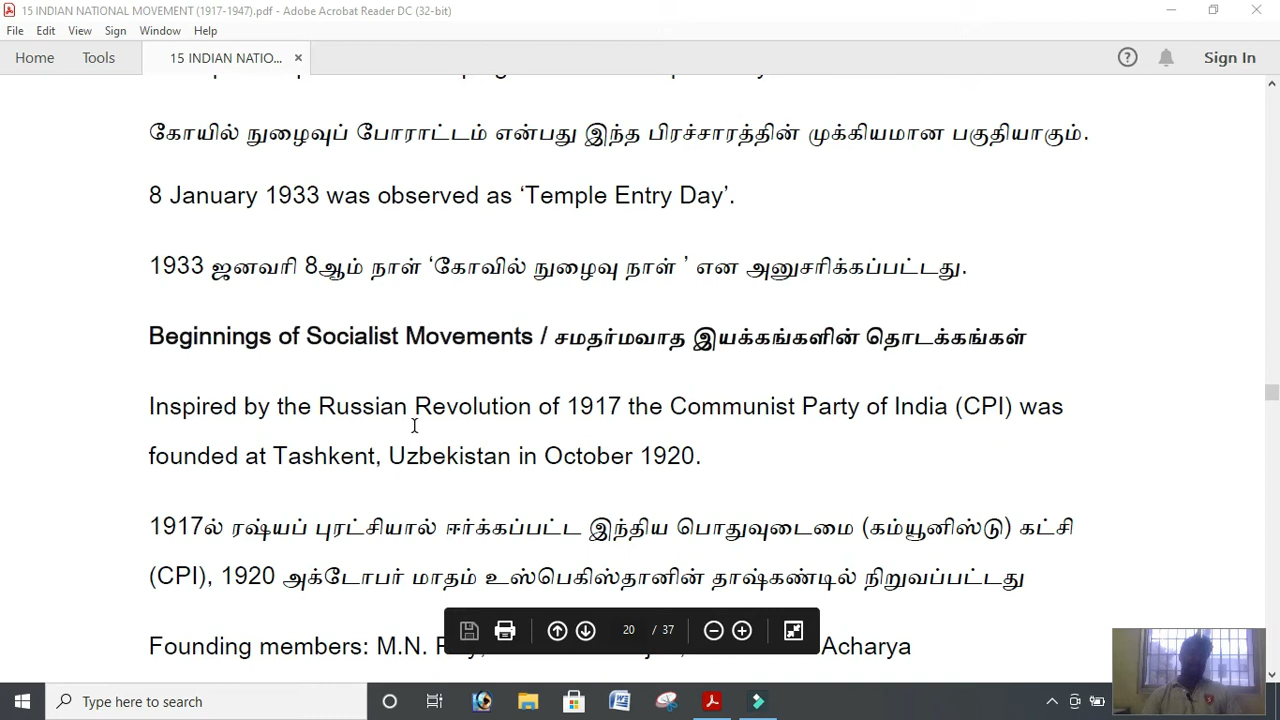 15 INDIAN NATIONAL MOVEMENT (1917-1947).pdf - Adobe Acrobat Reader DC (32-bit)
File Edit View Sign Window Help
Home Tools 15 INDIAN NATIO... × Sign In
கோயில் நுழைவுப் போராட்டம் என்பது இந்த பிரச்சாரத்தின் முக்கியமான பகுதியாகும்.
8 January 1933 was observed as ‘Temple Entry Day’.
1933 ஜனவரி 8ஆம் நாள் ‘கோவில் நுழைவு நாள் ’ என அனுசரிக்கப்பட்டது.
Beginnings of Socialist Movements / சமதர்மவாத இயக்கங்களின் தொடக்கங்கள்
Inspired by the Russian Revolution of 1917 the Communist Party of India (CPI) was
founded at Tashkent, Uzbekistan in October 1920.
1917ல் ரஷ்யப் புரட்சியால் ஈர்க்கப்பட்ட இந்திய பொதுவுடைமை (கம்யூனிஸ்டு) கட்சி
(CPI), 1920 அக்டோபர் மாதம் உஸ்பெகிஸ்தானின் தாஷ்கண்டில் நிறுவப்பட்டது
20 / 37
Founding members: M.N. Acharya
Type here to search